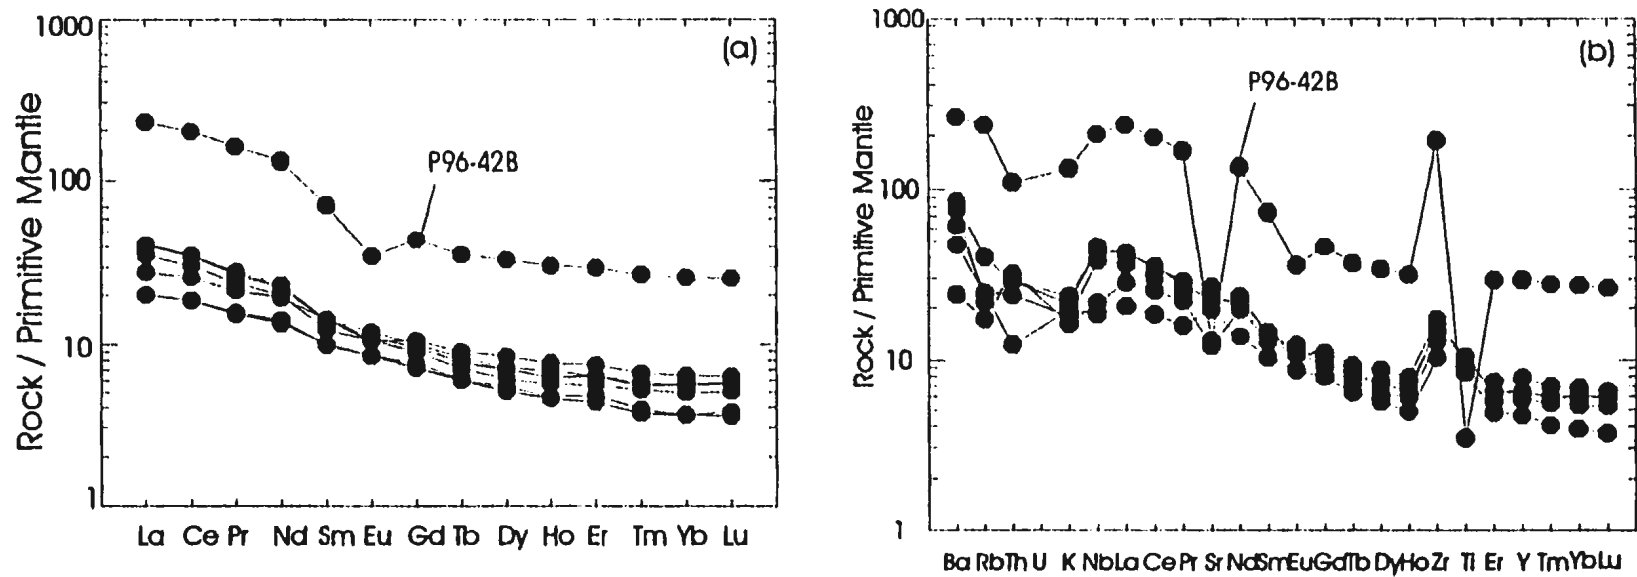 1000
(a)
100
10
1
Rock / Primitive Mantle
P96-42B
La Ce Pr Nd Sm Eu Gd Tb Dy Ho Er Tm Yb Lu
1000
(b)
100
10
1
Rock / Primitive Mantle
P96-42B
Ba Rb Th U K Nb La Ce Pr Sr Nd Sm Eu Gd Tb Dy Ho Zr Ti Er Y Tm Yb Lu